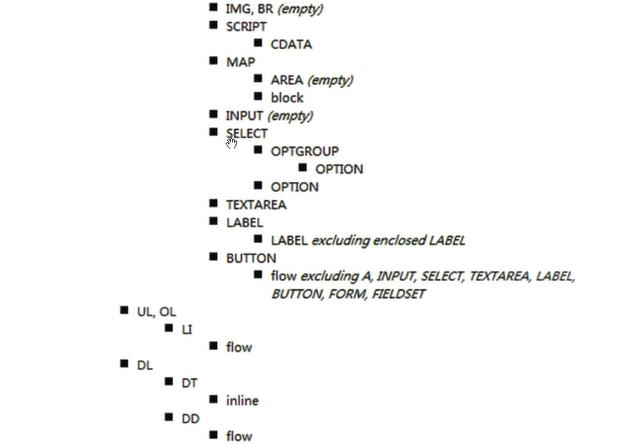 IMG, BR (empty)
SCRIPT
CDATA
MAP
AREA (empty)
block
INPUT (empty)
SELECT
OPTGROUP
OPTION
OPTION
TEXTAREA
LABEL
LABEL excluding enclosed LABEL
BUTTON
flow excluding A, INPUT, SELECT, TEXTAREA, LABEL,
BUTTON, FORM, FIELDSET
UL, OL
LI
flow
DL
DT
inline
DD
flow